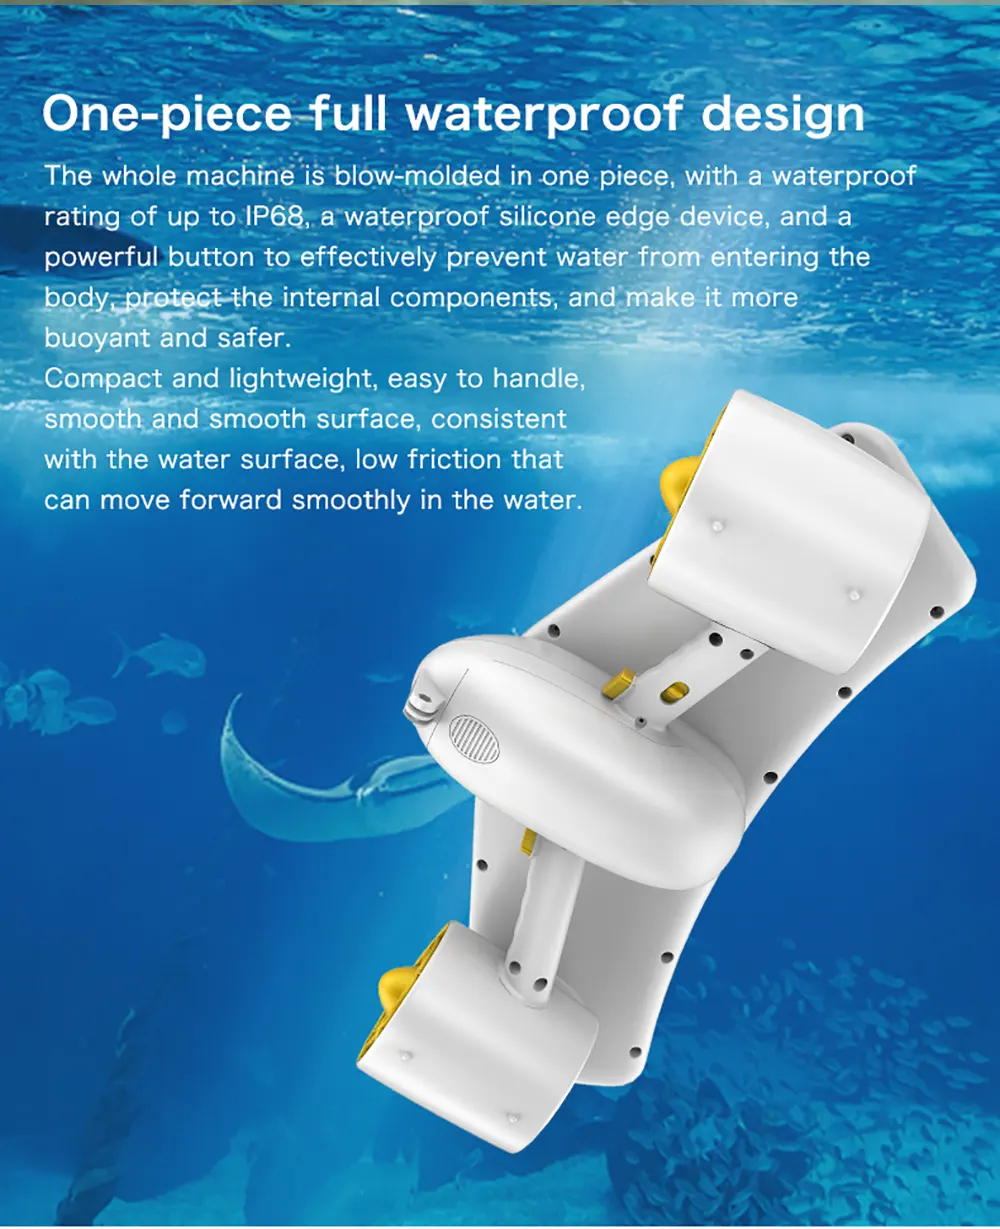 One-piece full waterproof design
The whole machine is blow-molded in one piece, with a waterproof
rating of up to IP68, a waterproof silicone edge device, and a
powerful button to effectively prevent water from entering the
body, protect the internal components, and make it more
buoyant and safer.
Compact and lightweight, easy to handle,
smooth and smooth surface, consistent
with the water surface, low friction that
can move forward smoothly in the water.